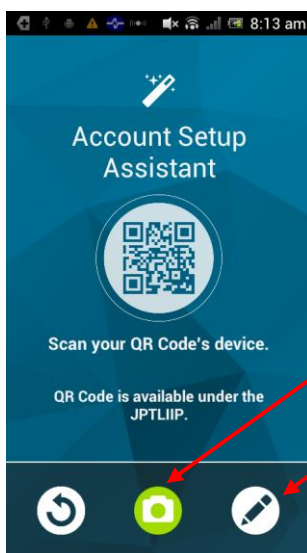 8:13 am
Account Setup
Assistant
Scan your QR Code's device.
QR Code is available under the
JPTLIIP.